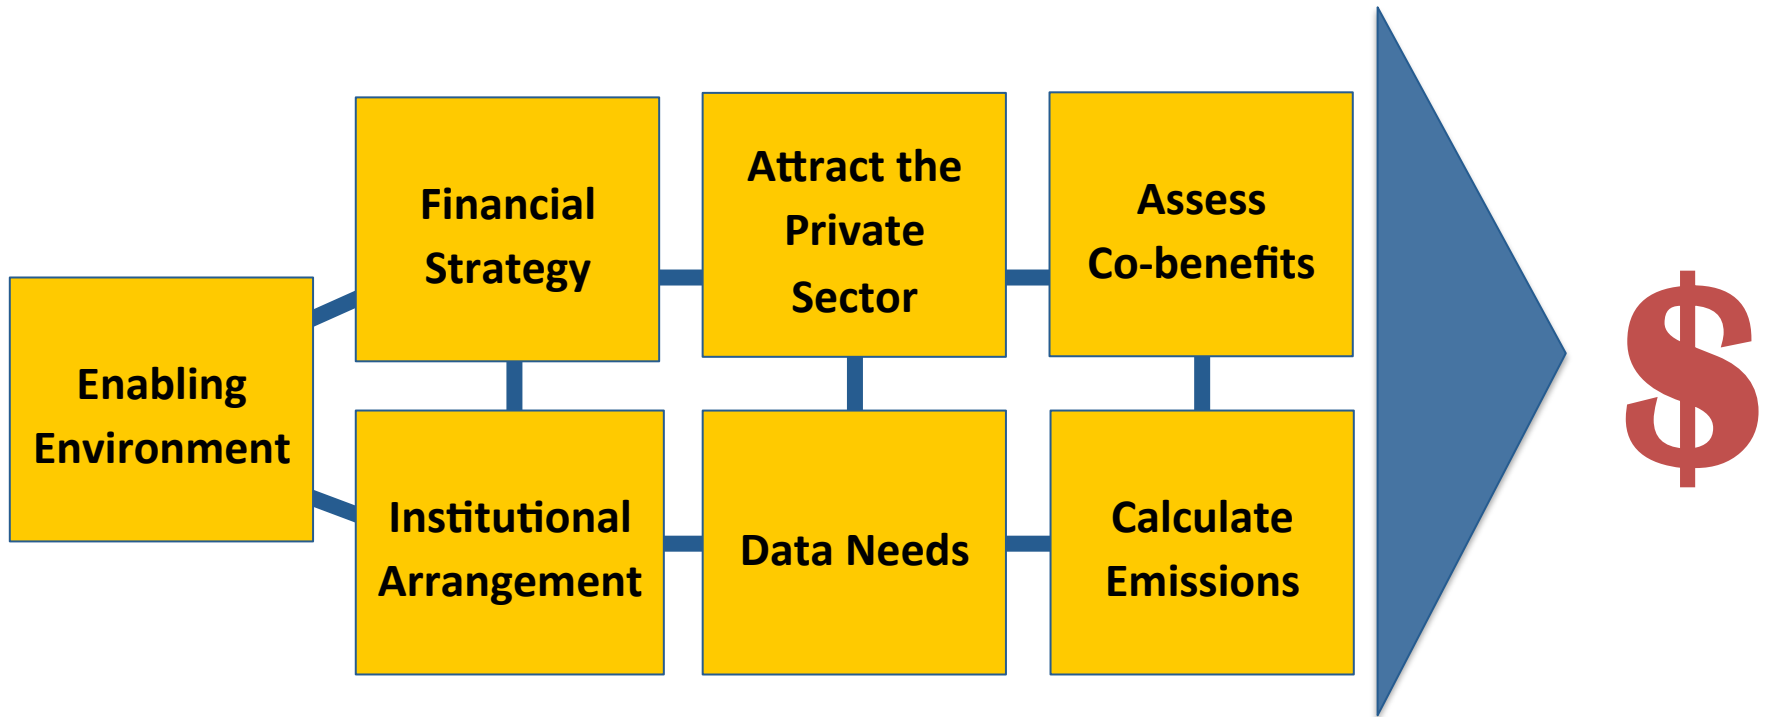 Enabling
Environment
Financial
Strategy
Institutional
Arrangement
Attract the
Private
Sector
Data Needs
Assess
Co-benefits
Calculate
Emissions
$